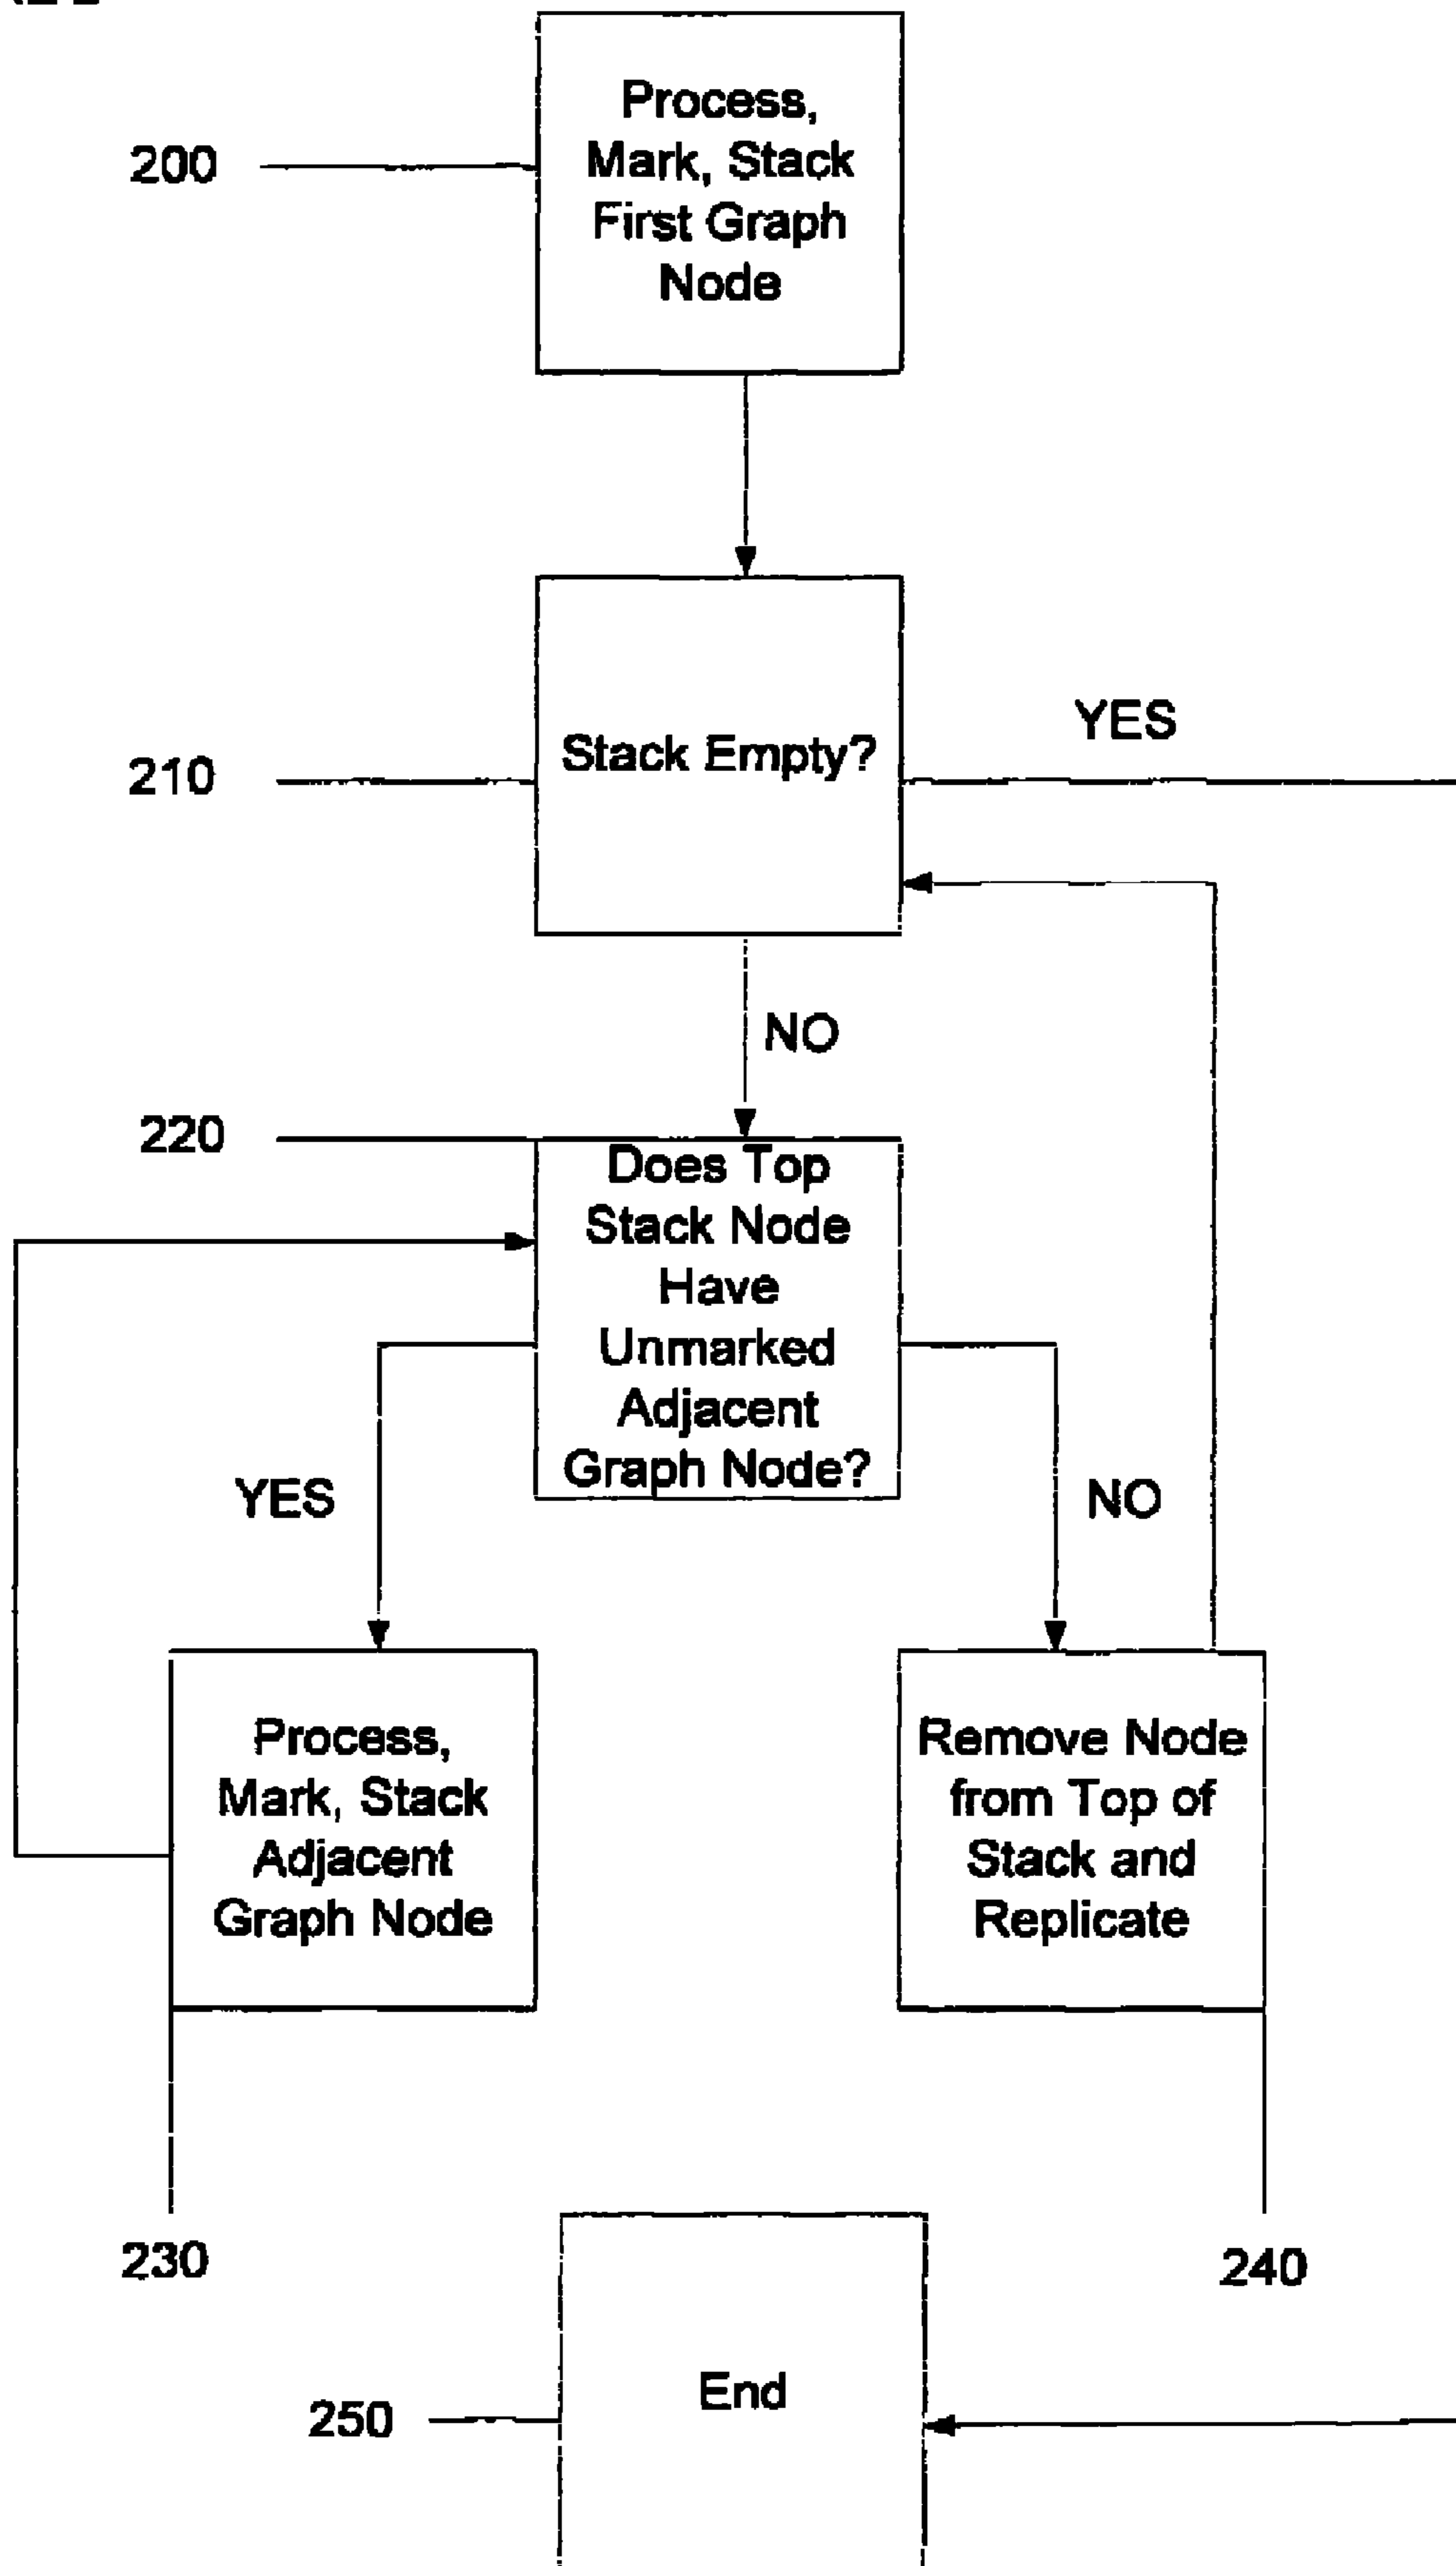 Process,
Mark, Stack
First Graph
Node
200
Stack Empty?
YES
210
NO
220
Does Top
Stack Node
Have
Unmarked
Adjacent
Graph Node?
YES
NO
Process,
Mark, Stack
Adjacent
Graph Node
Remove Node
from Top of
Stack and
Replicate
230
240
End
250